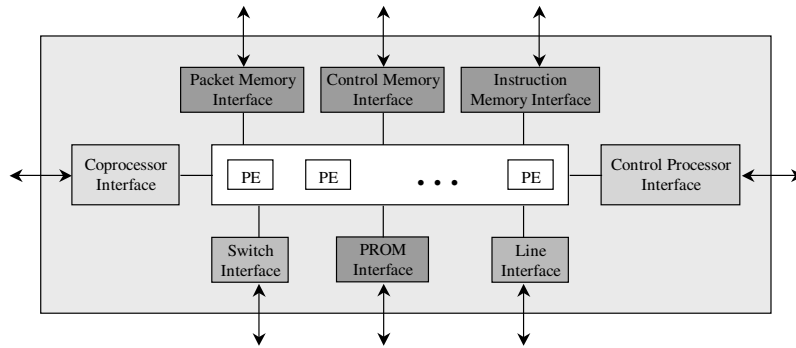 Packet Memory
Interface
Control Memory
Interface
Instruction
Memory Interface
Coprocessor
Interface
PE
PE
• • •
PE
Control Processor
Interface
Switch
Interface
PROM
Interface
Line
Interface